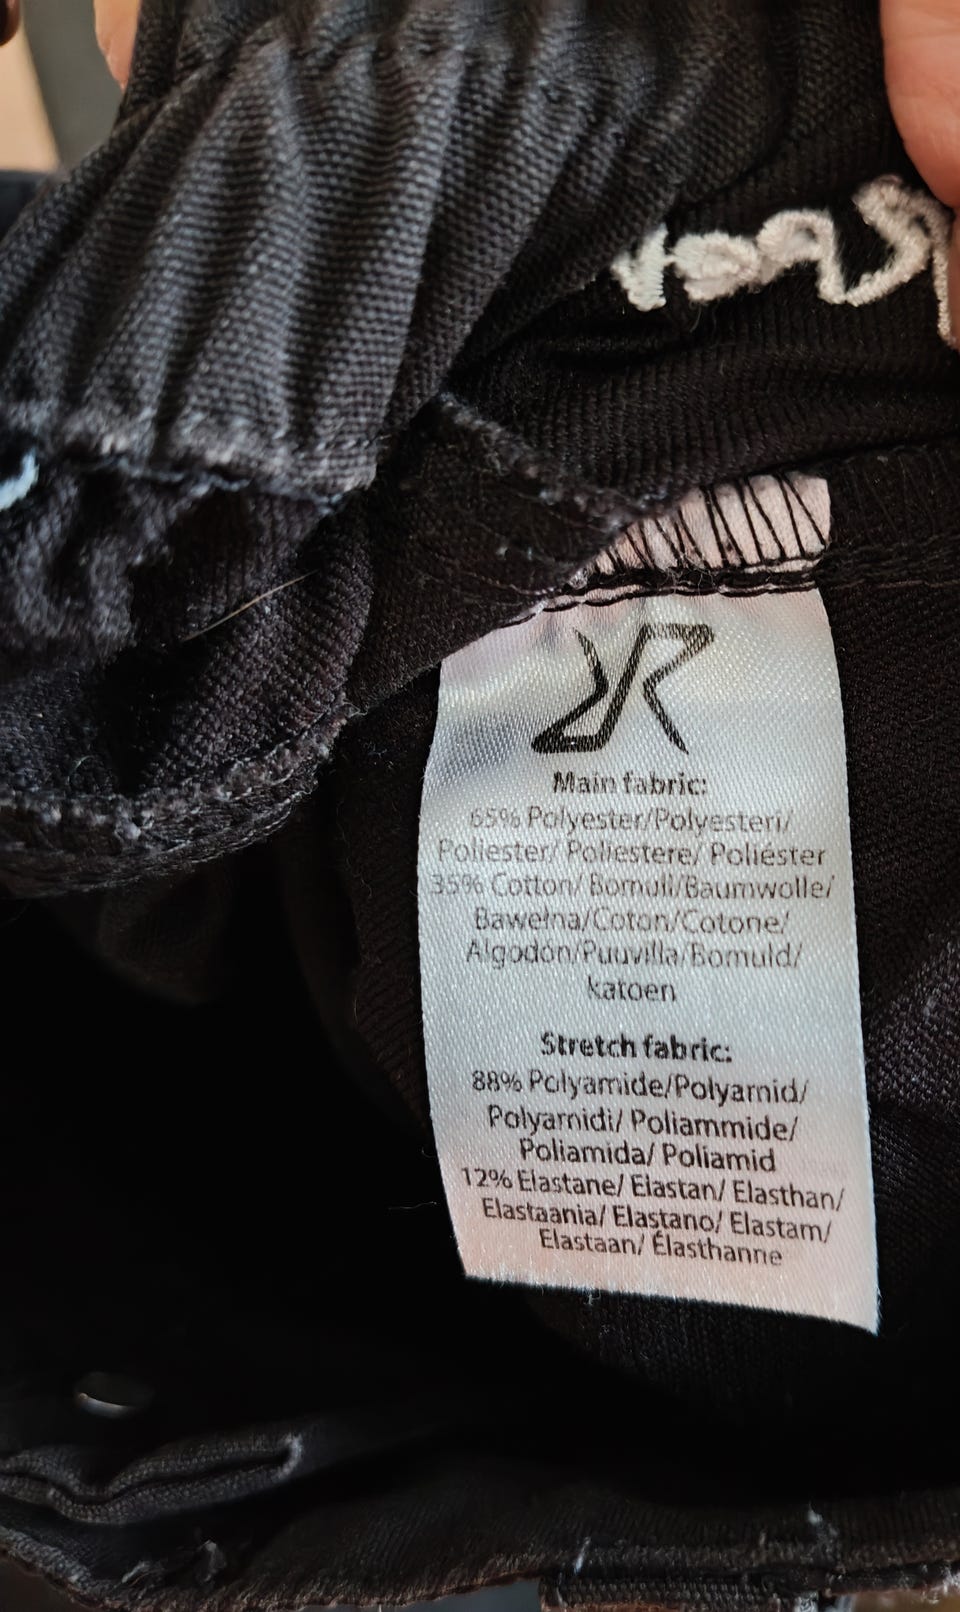 Main fabric:
65% Polyester/Polyesteri/
Poliester/ Poliestere/ Poliéster
35% Cotton/ Bomull/Baumwolle/
Bawełna/Coton/Cotone/
Algodón/Puuvilla/Bomuld/
katoen
Stretch fabric:
88% Polyamide/Polyamid/
Polyamidi/ Poliammide/
Poliamida/ Poliamid
12% Elastane/ Elastan/ Elasthan/
Elastaania/ Elastano/ Elastam/
Elastaan/ Élasthanne